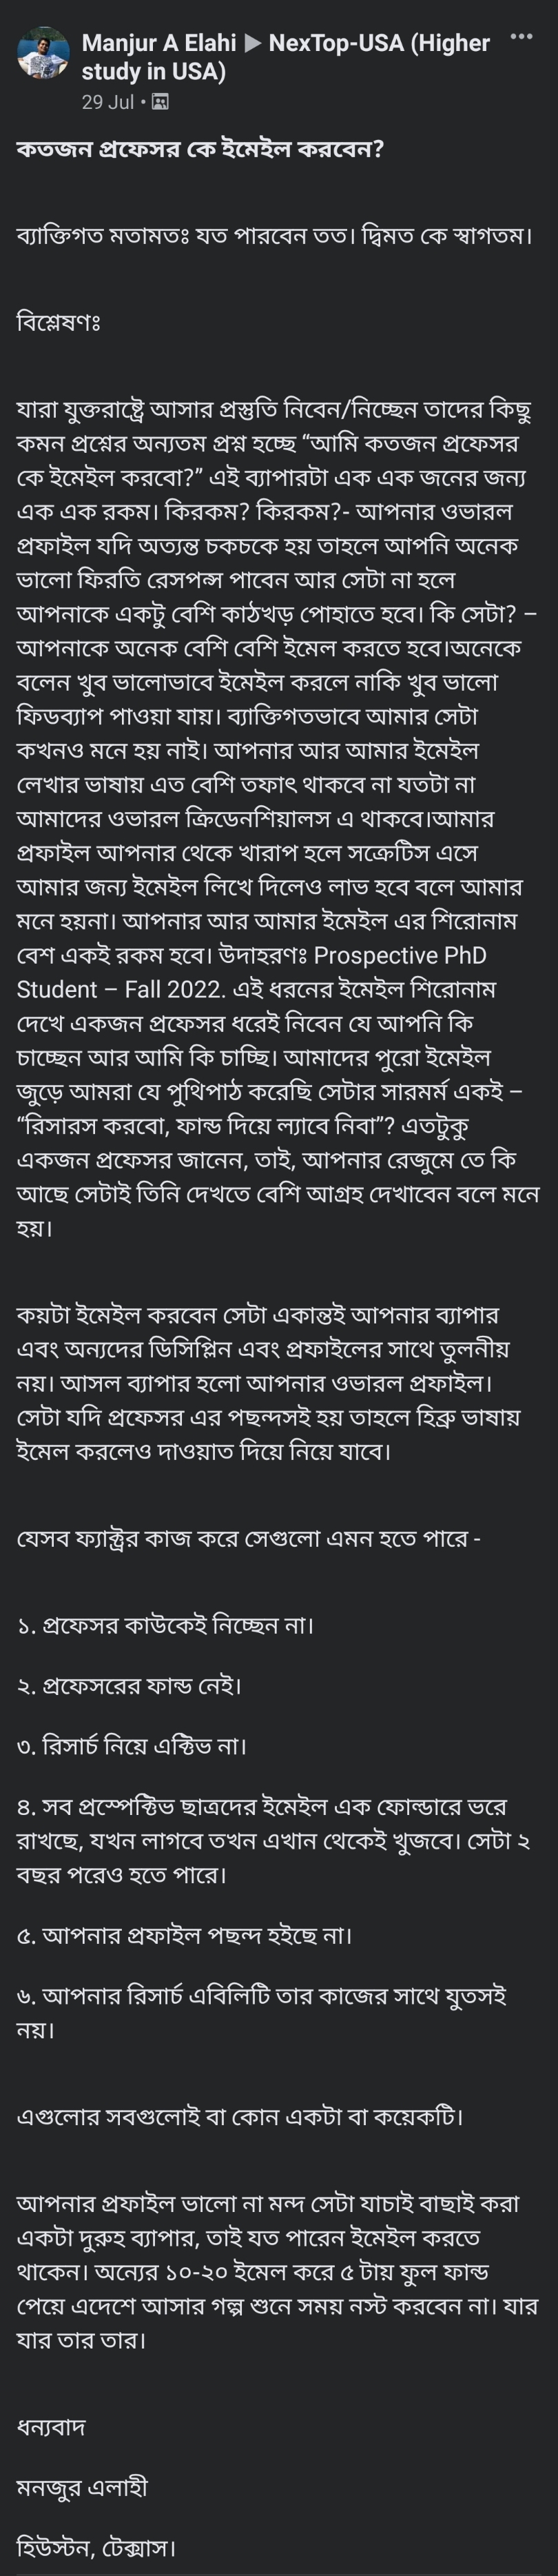 Manjur A Elahi ▶ NexTop-USA (Higher
study in USA)
29 Jul •
কতজন প্রফেসর কে ইমেইল করবেন?
ব্যাক্তিগত মতামতঃ যত পারবেন তত। দ্বিমত কে স্বাগতম।
বিশ্লেষণঃ
যারা যুক্তরাষ্ট্রে আসার প্রস্তুতি নিবেন/নিচ্ছেন তাদের কিছু
কমন প্রশ্নের অন্যতম প্রশ্ন হচ্ছে “আমি কতজন প্রফেসর
কে ইমেইল করবো?” এই ব্যাপারটা এক এক জনের জন্য
এক এক রকম। কিরকম? কিরকম?- আপনার ওভারল
প্রফাইল যদি অত্যন্ত চকচকে হয় তাহলে আপনি অনেক
ভালো ফিরতি রেসপন্স পাবেন আর সেটা না হলে
আপনাকে একটু বেশি কাঠখড় পোহাতে হবে। কি সেটা? –
আপনাকে অনেক বেশি বেশি ইমেল করতে হবে।অনেকে
বলেন খুব ভালোভাবে ইমেইল করলে নাকি খুব ভালো
ফিডব্যাপ পাওয়া যায়। ব্যাক্তিগতভাবে আমার সেটা
কখনও মনে হয় নাই। আপনার আর আমার ইমেইল
লেখার ভাষায় এত বেশি তফাৎ থাকবে না যতটা না
আমাদের ওভারল ক্রিডেনশিয়ালস এ থাকবে।আমার
প্রফাইল আপনার থেকে খারাপ হলে সক্রেটিস এসে
আমার জন্য ইমেইল লিখে দিলেও লাভ হবে বলে আমার
মনে হয়না। আপনার আর আমার ইমেইল এর শিরোনাম
বেশ একই রকম হবে। উদাহরণঃ Prospective PhD
Student – Fall 2022. এই ধরনের ইমেইল শিরোনাম
দেখে একজন প্রফেসর ধরেই নিবেন যে আপনি কি
চাচ্ছেন আর আমি কি চাচ্ছি। আমাদের পুরো ইমেইল
জুড়ে আমরা যে পুথিপাঠ করেছি সেটার সারমর্ম একই –
“রিসারস করবো, ফান্ড দিয়ে ল্যাবে নিবা”? এতটুকু
একজন প্রফেসর জানেন, তাই, আপনার রেজুমে তে কি
আছে সেটাই তিনি দেখতে বেশি আগ্রহ দেখাবেন বলে মনে
হয়।
কয়টা ইমেইল করবেন সেটা একান্তই আপনার ব্যাপার
এবং অন্যদের ডিসিপ্লিন এবং প্রফাইলের সাথে তুলনীয়
নয়। আসল ব্যাপার হলো আপনার ওভারল প্রফাইল।
সেটা যদি প্রফেসর এর পছন্দসই হয় তাহলে হিব্রু ভাষায়
ইমেল করলেও দাওয়াত দিয়ে নিয়ে যাবে।
যেসব ফ্যাক্ট্রর কাজ করে সেগুলো এমন হতে পারে -
১. প্রফেসর কাউকেই নিচ্ছেন না।
২. প্রফেসরের ফান্ড নেই।
৩. রিসার্চ নিয়ে এক্টিভ না।
৪. সব প্রস্পেক্টিভ ছাত্রদের ইমেইল এক ফোল্ডারে ভরে
রাখছে, যখন লাগবে তখন এখান থেকেই খুজবে। সেটা ২
বছর পরেও হতে পারে।
৫. আপনার প্রফাইল পছন্দ হইছে না।
৬. আপনার রিসার্চ এবিলিটি তার কাজের সাথে যুতসই
নয়।
এগুলোর সবগুলোই বা কোন একটা বা কয়েকটি।
আপনার প্রফাইল ভালো না মন্দ সেটা যাচাই বাছাই করা
একটা দুরুহ ব্যাপার, তাই যত পারেন ইমেইল করতে
থাকেন। অন্যের ১০-২০ ইমেল করে ৫ টায় ফুল ফান্ড
পেয়ে এদেশে আসার গল্প শুনে সময় নস্ট করবেন না। যার
যার তার তার।
ধন্যবাদ
মনজুর এলাহী
হিউস্টন, টেক্সাস।